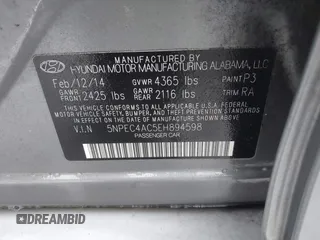 MANUFACTURED BY
HYUNDAI MOTOR MANUFACTURING ALABAMA, LLC
Feb/12/14 GVWR 4365 lbs PAINT P3
GAWR FRONT 2425 lbs GAWR REAR 2116 lbs TRIM RA
THIS VEHICLE CONFORMS TO ALL APPLICABLE U.S. FEDERAL MOTOR
VEHICLE SAFETY, BUMPER, AND THEFT PREVENTION STANDARDS
IN EFFECT ON THE DATE OF MANUFACTURE SHOWN ABOVE.
V.I.N 5NPEC4AC5EH894598
PASSENGER CAR
BIDCARS